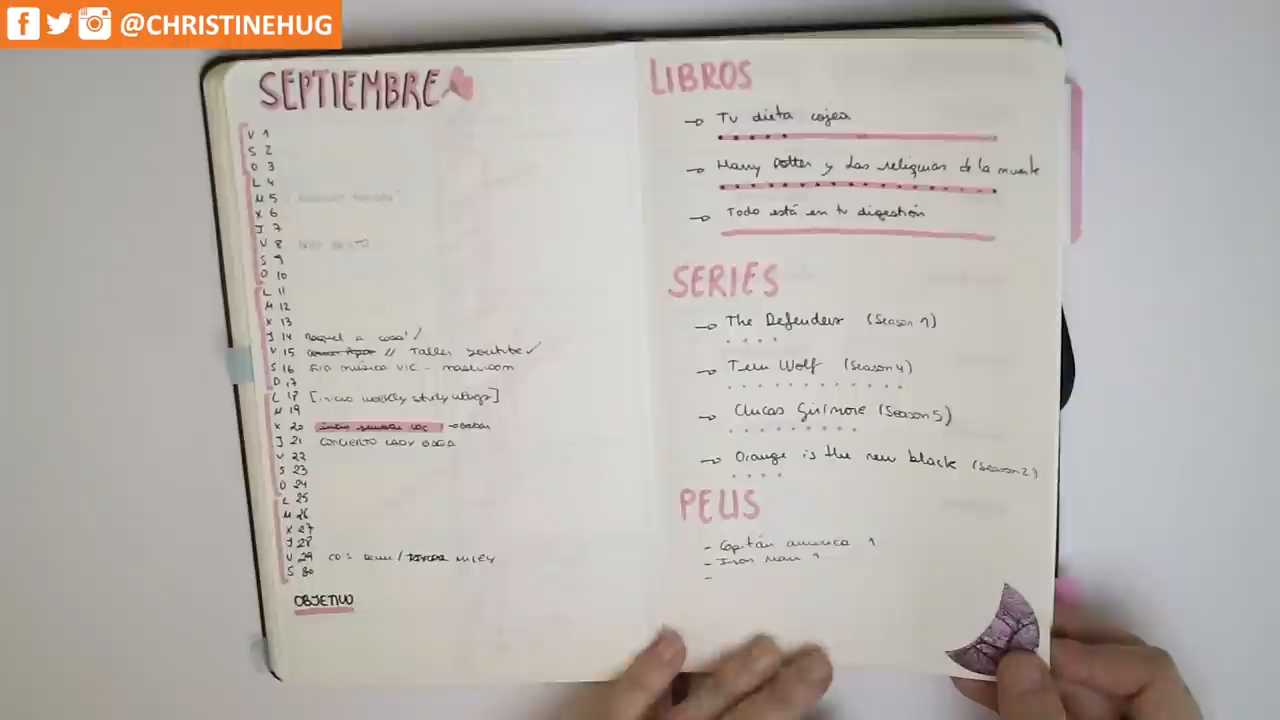 @CHRISTINEHUG
SEPTIEMBRE
V 1
S 2
D 3
L 4
M 5
X 6
J 7
V 8
S 9
D 10
L 11
M 12
X 13
J 14 Raquel a casa! ✓
V 15 // Taller youtube ✓
S 16 Fira música VIC - mastercom
D 17
L 18 [inicio weekly study vlogs]
M 19
X 20
J 21 CONCIERTO LADY GAGA
V 22
S 23
D 24
L 25
M 26
X 27
J 28
V 29 MILEY
S 30
OBJETIVO
LIBROS
→ Tu dieta cojea
→ Harry Potter y las reliquias de la muerte
→ Todo está en tu digestión
SERIES
→ The Defenders (Season 1)
→ Teen Wolf (Season 4)
→ Chicas Gilmore (Season 5)
→ Orange is the new black (Season 2)
PELIS
- Capitán america 1
- Iron Man 1
-